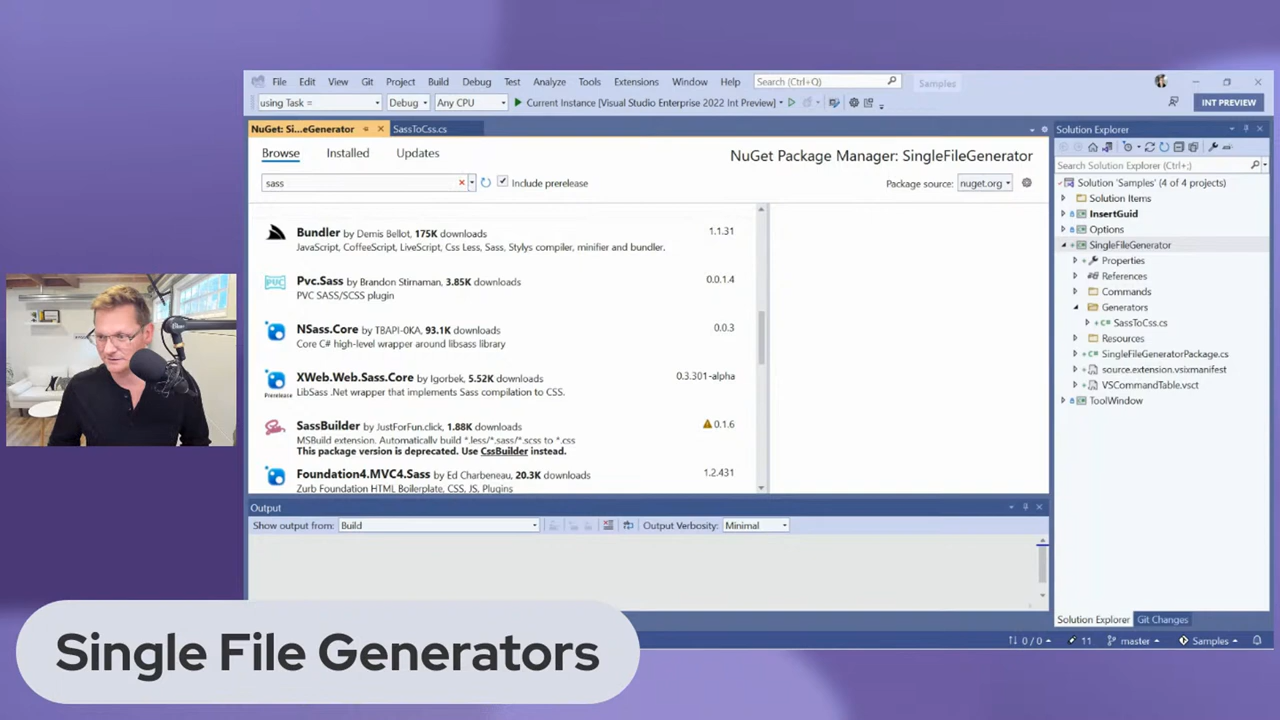 File Edit View Git Project Build Debug Test Analyze Tools Extensions Window Help Search (Ctrl+Q) Samples
using Task = Debug Any CPU Current Instance [Visual Studio Enterprise 2022 Int Preview] INT PREVIEW
NuGet: Si...eGenerator SassToCss.cs
Browse Installed Updates
NuGet Package Manager: SingleFileGenerator
sass
Include prerelease
Package source: nuget.org
Bundler by Demis Bellot, 175K downloads 1.1.31
JavaScript, CoffeeScript, LiveScript, Css Less, Sass, Stylys compiler, minifier and bundler.
Pvc.Sass by Brandon Stirnaman, 3.85K downloads 0.0.1.4
PVC SASS/SCSS plugin
NSass.Core by TBAPI-0KA, 93.1K downloads 0.0.3
Core C# high-level wrapper around libsass library
XWeb.Web.Sass.Core by Igorbek, 5.52K downloads 0.3.301-alpha
LibSass .Net wrapper that implements Sass compilation to CSS.
Prerelease
SassBuilder by JustForFun.click, 1.88K downloads 0.1.6
MSBuild extension. Automatically build *.less/*.sass/*.scss to *.css
This package version is deprecated. Use CssBuilder instead.
Foundation4.MVC4.Sass by Ed Charbeneau, 20.3K downloads 1.2.431
Zurb Foundation HTML Boilerplate, CSS, JS, Plugins
Output
Show output from: Build Output Verbosity: Minimal
Solution Explorer
Search Solution Explorer (Ctrl+;)
Solution 'Samples' (4 of 4 projects)
Solution Items
InsertGuid
Options
SingleFileGenerator
Properties
References
Commands
Generators
SassToCss.cs
Resources
SingleFileGeneratorPackage.cs
source.extension.vsixmanifest
VSCommandTable.vsct
ToolWindow
Solution Explorer Git Changes
0 / 0 11 master Samples
Single File Generators